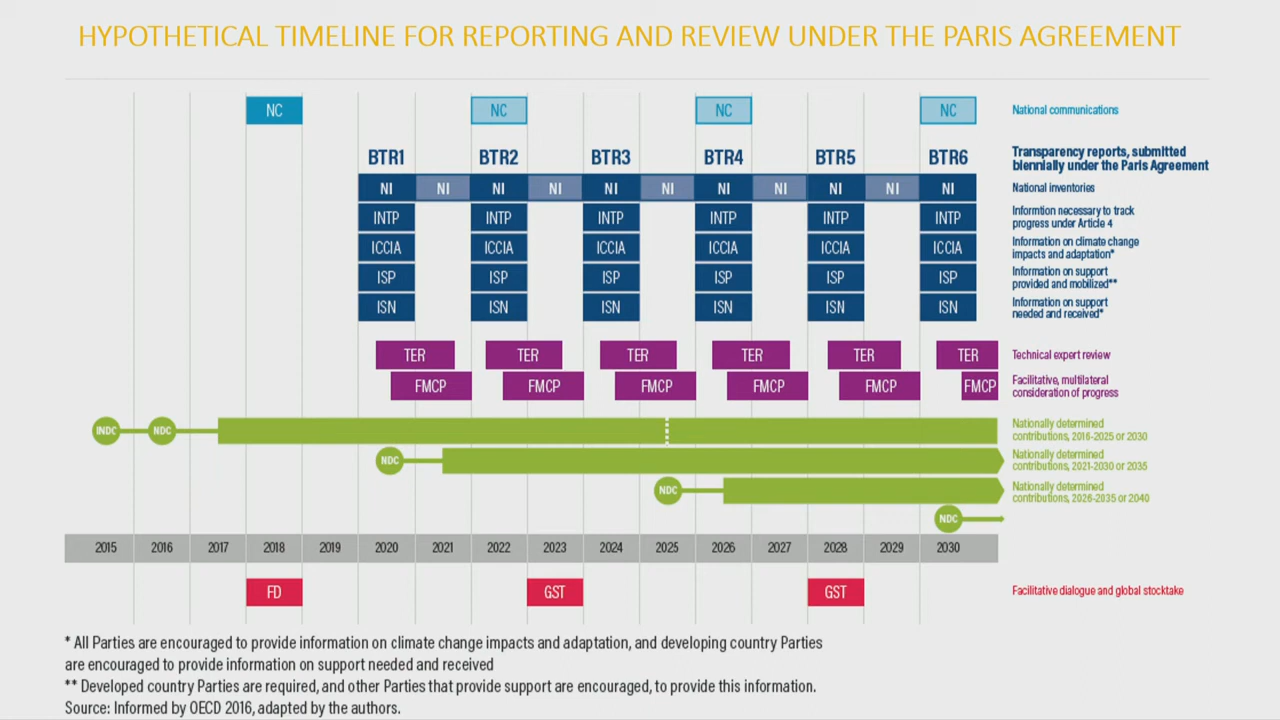 HYPOTHETICAL TIMELINE FOR REPORTING AND REVIEW UNDER THE PARIS AGREEMENT
NC NC NC NC National communications
BTR1 BTR2 BTR3 BTR4 BTR5 BTR6 Transparency reports, submitted
biennially under the Paris Agreement
NI NI NI NI NI NI NI NI NI NI NI National inventories
INTP INTP INTP INTP INTP INTP Informtion necessary to track
progress under Article 4
ICCIA ICCIA ICCIA ICCIA ICCIA ICCIA Information on climate change
impacts and adaptation*
ISP ISP ISP ISP ISP ISP Information on support
provided and mobilized**
ISN ISN ISN ISN ISN ISN Information on support
needed and received*
TER TER TER TER TER TER Technical expert review
FMCP FMCP FMCP FMCP FMCP FMCP Facilitative, multilateral
consideration of progress
INDC NDC Nationally determined
contributions, 2016-2025 or 2030
NDC Nationally determined
contributions, 2021-2030 or 2035
NDC Nationally determined
contributions, 2026-2035 or 2040
NDC
2015 2016 2017 2018 2019 2020 2021 2022 2023 2024 2025 2026 2027 2028 2029 2030
FD GST GST Facilitative dialogue and global stocktake
* All Parties are encouraged to provide information on climate change impacts and adaptation, and developing country Parties
are encouraged to provide information on support needed and received
** Developed country Parties are required, and other Parties that provide support are encouraged, to provide this information.
Source: Informed by OECD 2016, adapted by the authors.